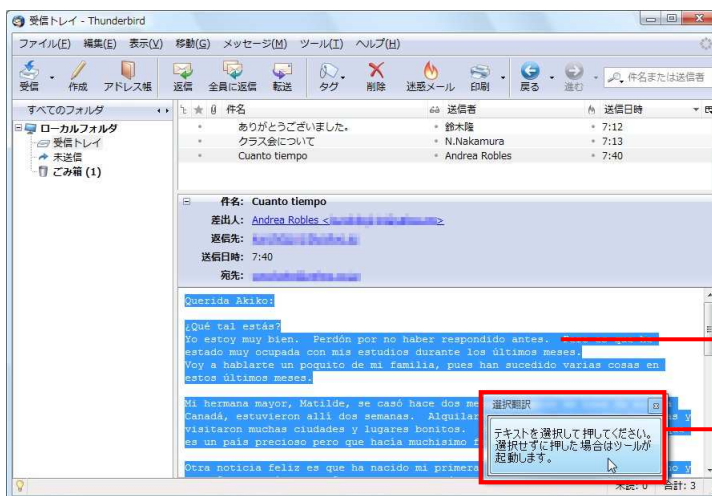 受信トレイ - Thunderbird
ファイル(F) 編集(E) 表示(V) 移動(G) メッセージ(M) ツール(T) ヘルプ(H)
受信 作成 アドレス帳 返信 全員に返信 転送 タグ 削除 迷惑メール 印刷 戻る 進む 件名または送信者
すべてのフォルダ 件名 送信者 送信日時
ローカルフォルダ
受信トレイ
未送信
ごみ箱 (1)
ありがとうございました。 鈴木隆 7:12
クラス会について N.Nakamura 7:13
Cuanto tiempo Andrea Robles 7:40
件名: Cuanto tiempo
差出人: Andrea Robles <
返信先:
送信日時: 7:40
宛先:
Querida Akiko:
¿Qué tal estás?
Yo estoy muy bien. Perdón por no haber respondido antes.
estado muy ocupada con mis estudios durante los últimos meses.
Voy a hablarte un poquito de mi familia, pues han sucedido varias cosas en
estos últimos meses.
Mi hermana mayor, Matilde, se casó hace dos
Canadá, estuvieron allí dos semanas. Alquilar
visitaron muchas ciudades y lugares bonitos.
es un país precioso pero que hacía muchísimo
Otra noticia feliz es que ha nacido mi primera
選択翻訳
テキストを選択して押してください。
選択せずに押した場合はツールが
起動します。
未読: 0 合計: 3